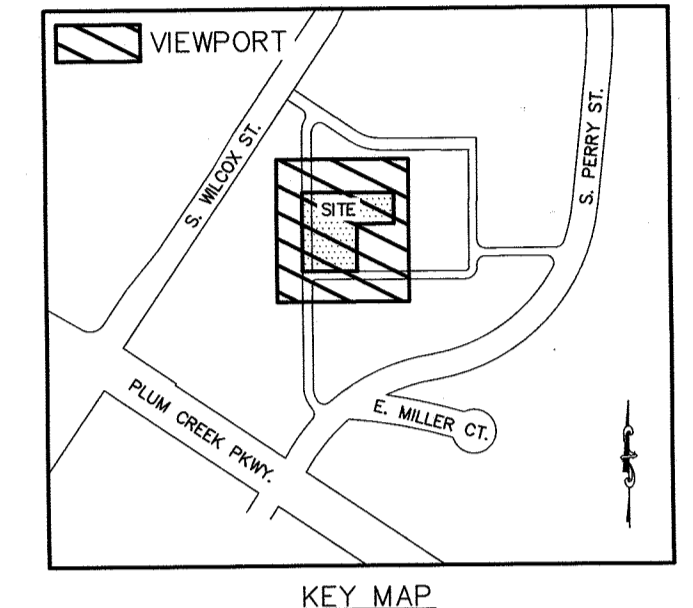 VIEWPORT
S. WILCOX ST.
S. PERRY ST.
SITE
PLUM CREEK PKWY.
E. MILLER CT.
KEY MAP